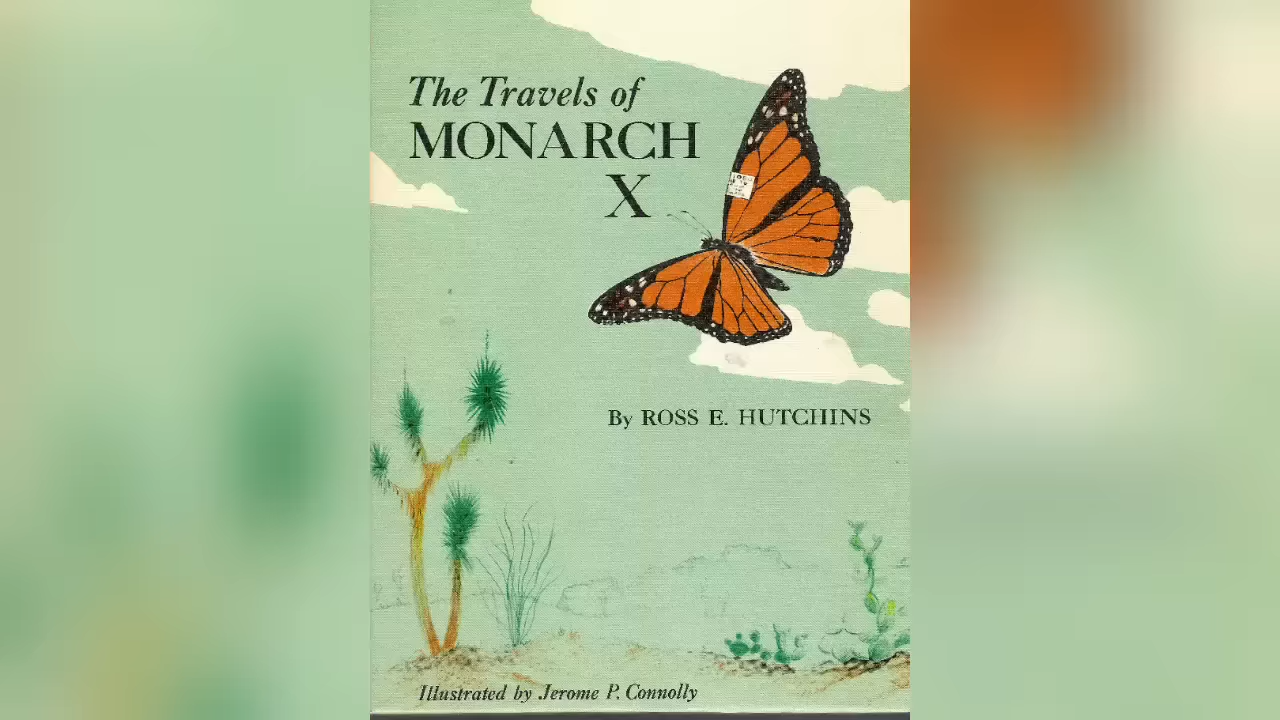 The Travels of
MONARCH
X
By ROSS E. HUTCHINS
Illustrated by Jerome P. Connolly